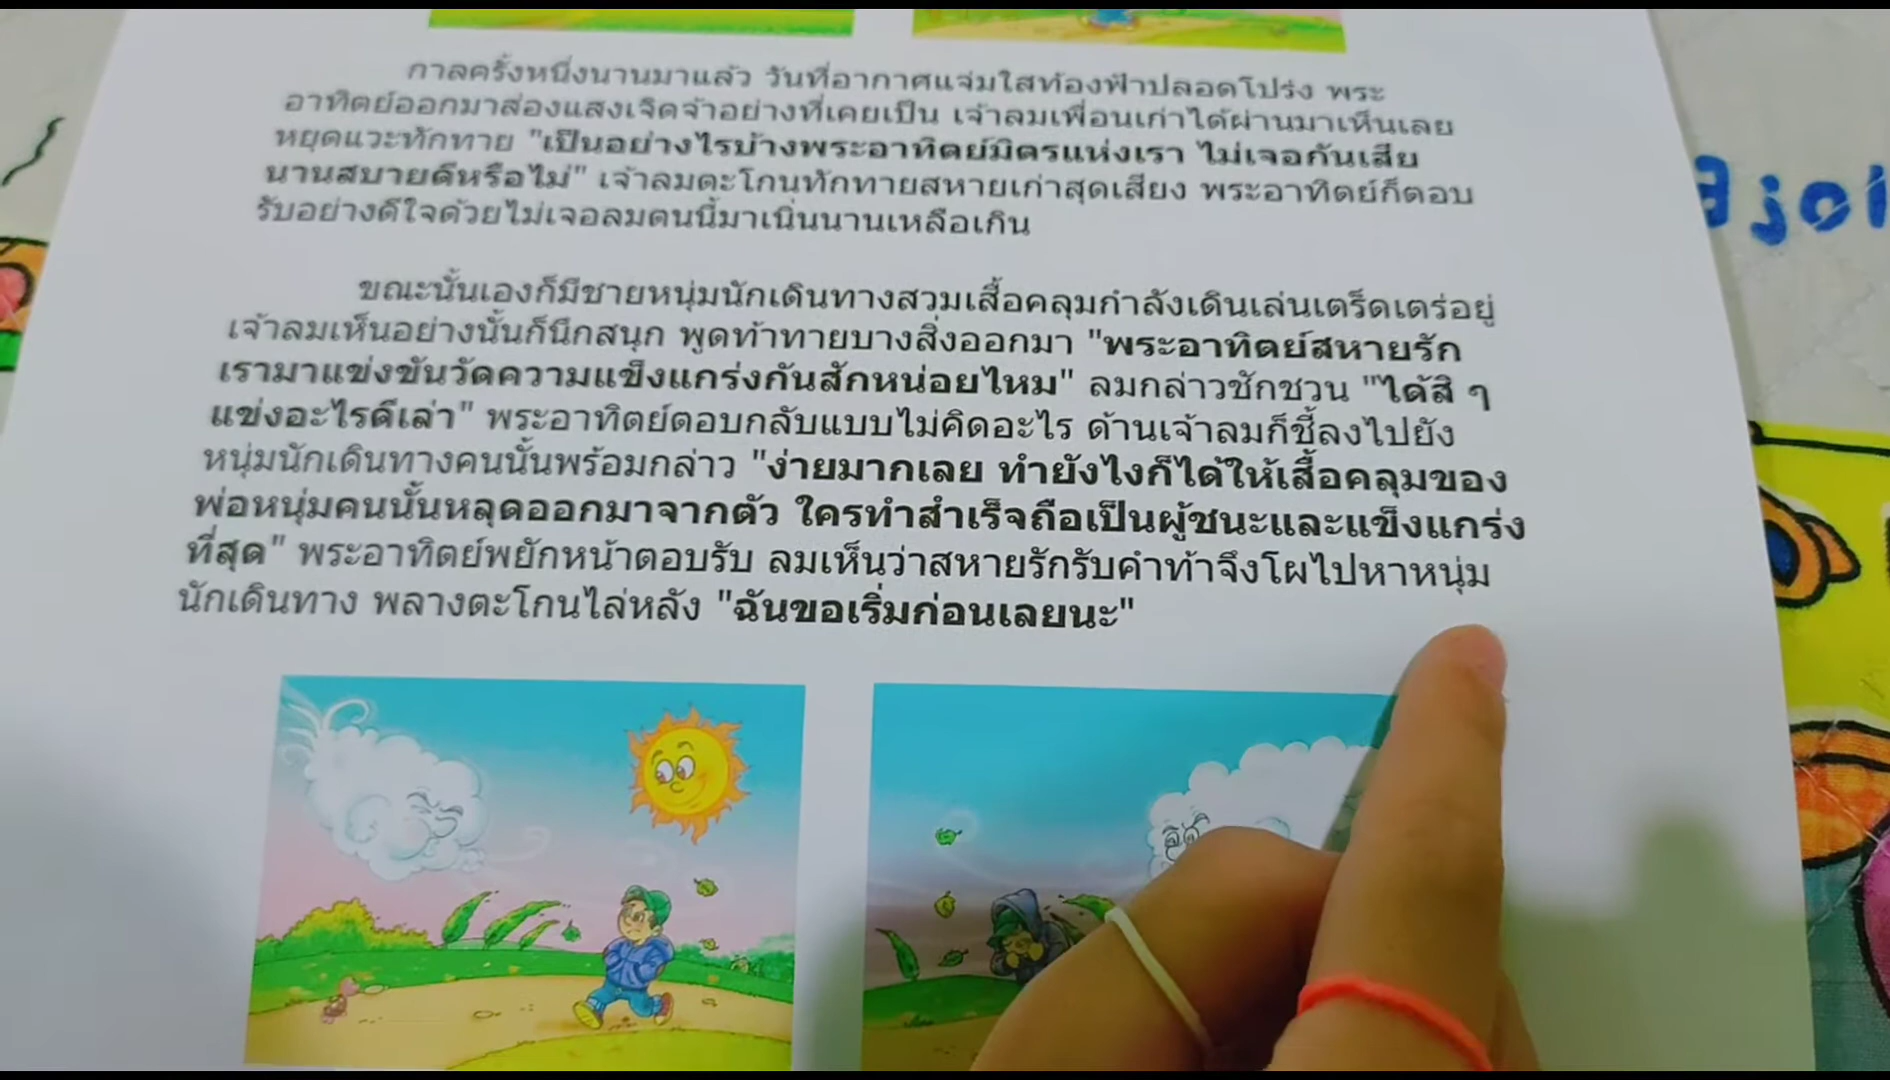 กาลครั้งหนึ่งนานมาแล้ว วันที่อากาศแจ่มใสท้องฟ้าปลอดโปร่ง พระ
อาทิตย์ออกมาส่องแสงเจิดจ้าอย่างที่เคยเป็น เจ้าลมเพื่อนเก่าได้ผ่านมาเห็นเลย
หยุดแวะทักทาย "เป็นอย่างไรบ้างพระอาทิตย์มิตรแห่งเรา ไม่เจอกันเสีย
นานสบายดีหรือไม่" เจ้าลมตะโกนทักทายสหายเก่าสุดเสียง พระอาทิตย์ก็ตอบ
รับอย่างดีใจด้วยไม่เจอลมตนนี้มาเนิ่นนานเหลือเกิน
ขณะนั้นเองก็มีชายหนุ่มนักเดินทางสวมเสื้อคลุมกำลังเดินเล่นเตร็ดเตร่อยู่
เจ้าลมเห็นอย่างนั้นก็นึกสนุก พูดท้าทายบางสิ่งออกมา "พระอาทิตย์สหายรัก
เรามาแข่งขันวัดความแข็งแกร่งกันสักหน่อยไหม" ลมกล่าวชักชวน "ได้สิ ๆ
แข่งอะไรดีเล่า" พระอาทิตย์ตอบกลับแบบไม่คิดอะไร ด้านเจ้าลมก็ชี้ลงไปยัง
หนุ่มนักเดินทางคนนั้นพร้อมกล่าว "ง่ายมากเลย ทำยังไงก็ได้ให้เสื้อคลุมของ
พ่อหนุ่มคนนั้นหลุดออกมาจากตัว ใครทำสำเร็จถือเป็นผู้ชนะและแข็งแกร่ง
ที่สุด" พระอาทิตย์พยักหน้าตอบรับ ลมเห็นว่าสหายรักรับคำท้าจึงโผไปหาหนุ่ม
นักเดินทาง พลางตะโกนไล่หลัง "ฉันขอเริ่มก่อนเลยนะ"